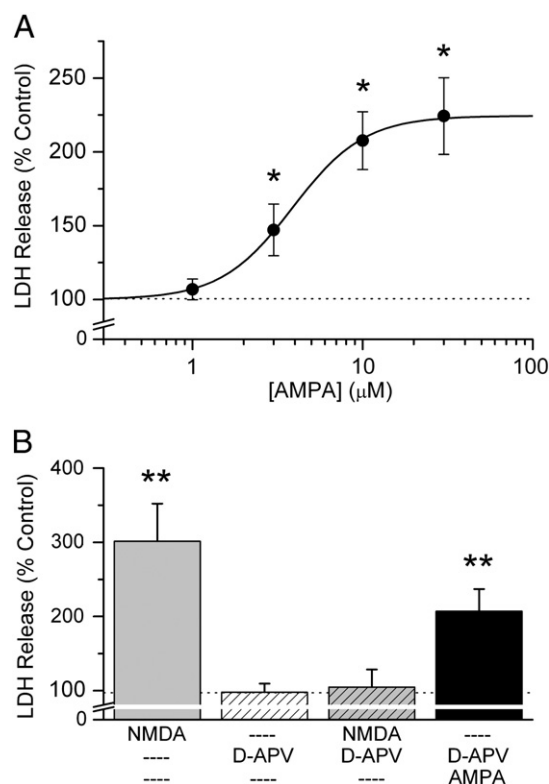 A
LDH Release (% Control)
250
200
150
100
0
*
*
*
1
10
100
[AMPA] (μM)
B
LDH Release (% Control)
400
300
200
100
0
**
**
NMDA ---- NMDA ----
---- D-APV D-APV D-APV
---- ---- ---- AMPA